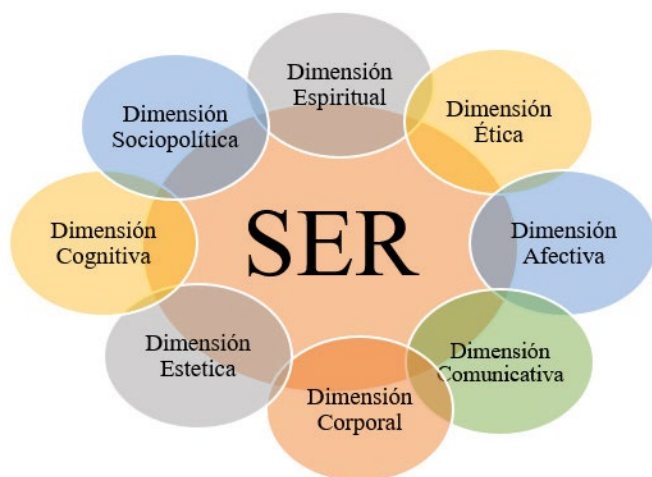 Dimensión
Espiritual
Dimensión
Ética
Dimensión
Afectiva
Dimensión
Comunicativa
Dimensión
Corporal
Dimensión
Estetica
Dimensión
Cognitiva
Dimensión
Sociopolítica
SER